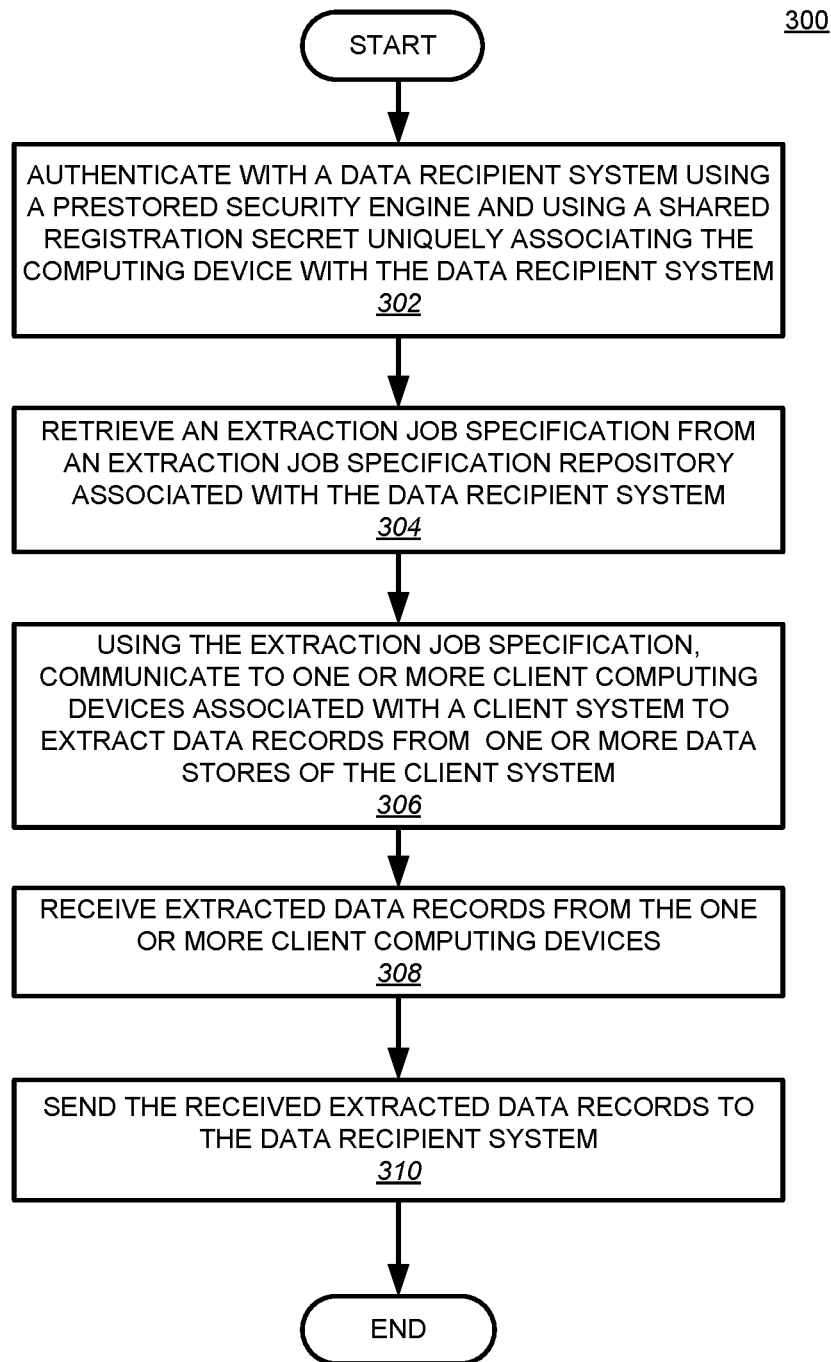 300
START
AUTHENTICATE WITH A DATA RECIPIENT SYSTEM USING
A PRESTORED SECURITY ENGINE AND USING A SHARED
REGISTRATION SECRET UNIQUELY ASSOCIATING THE
COMPUTING DEVICE WITH THE DATA RECIPIENT SYSTEM
302
RETRIEVE AN EXTRACTION JOB SPECIFICATION FROM
AN EXTRACTION JOB SPECIFICATION REPOSITORY
ASSOCIATED WITH THE DATA RECIPIENT SYSTEM
304
USING THE EXTRACTION JOB SPECIFICATION,
COMMUNICATE TO ONE OR MORE CLIENT COMPUTING
DEVICES ASSOCIATED WITH A CLIENT SYSTEM TO
EXTRACT DATA RECORDS FROM ONE OR MORE DATA
STORES OF THE CLIENT SYSTEM
306
RECEIVE EXTRACTED DATA RECORDS FROM THE ONE
OR MORE CLIENT COMPUTING DEVICES
308
SEND THE RECEIVED EXTRACTED DATA RECORDS TO
THE DATA RECIPIENT SYSTEM
310
END